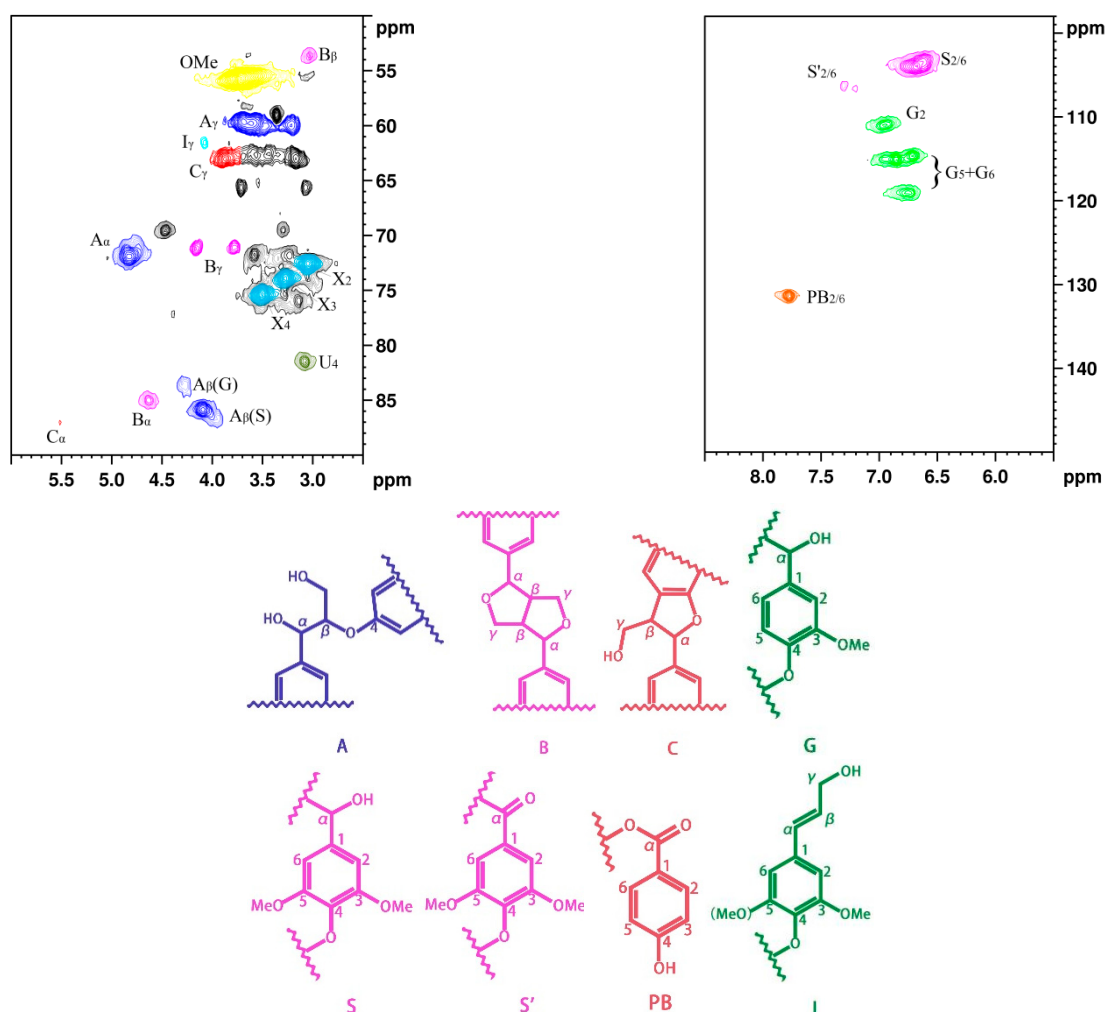 ppm
OMe
Bβ
55
Aγ
60
Iγ
Cγ
65
70
Aα
Bγ
X2
75
X3
X4
80
U4
Aβ(G)
85
Bα
Aβ(S)
Cα
5.5 5.0 4.5 4.0 3.5 3.0 ppm
ppm
S2/6
S'2/6
110
G2
G5+G6
120
130
PB2/6
140
8.0 7.5 7.0 6.5 6.0 ppm
HO
HO
α
β
O
4
A
α
β
γ
O
O
γ
β
α
B
γ
HO
β
α
O
C
OH
α
1
6
2
5
3
4
OMe
O
G
OH
α
1
6
2
5
3
4
MeO
OMe
O
S
O
α
1
6
2
5
3
4
MeO
OMe
O
S'
O
O
α
1
6
2
5
3
4
OH
PB
OH
γ
α
β
1
6
2
5
3
4
(MeO)
OMe
O
I